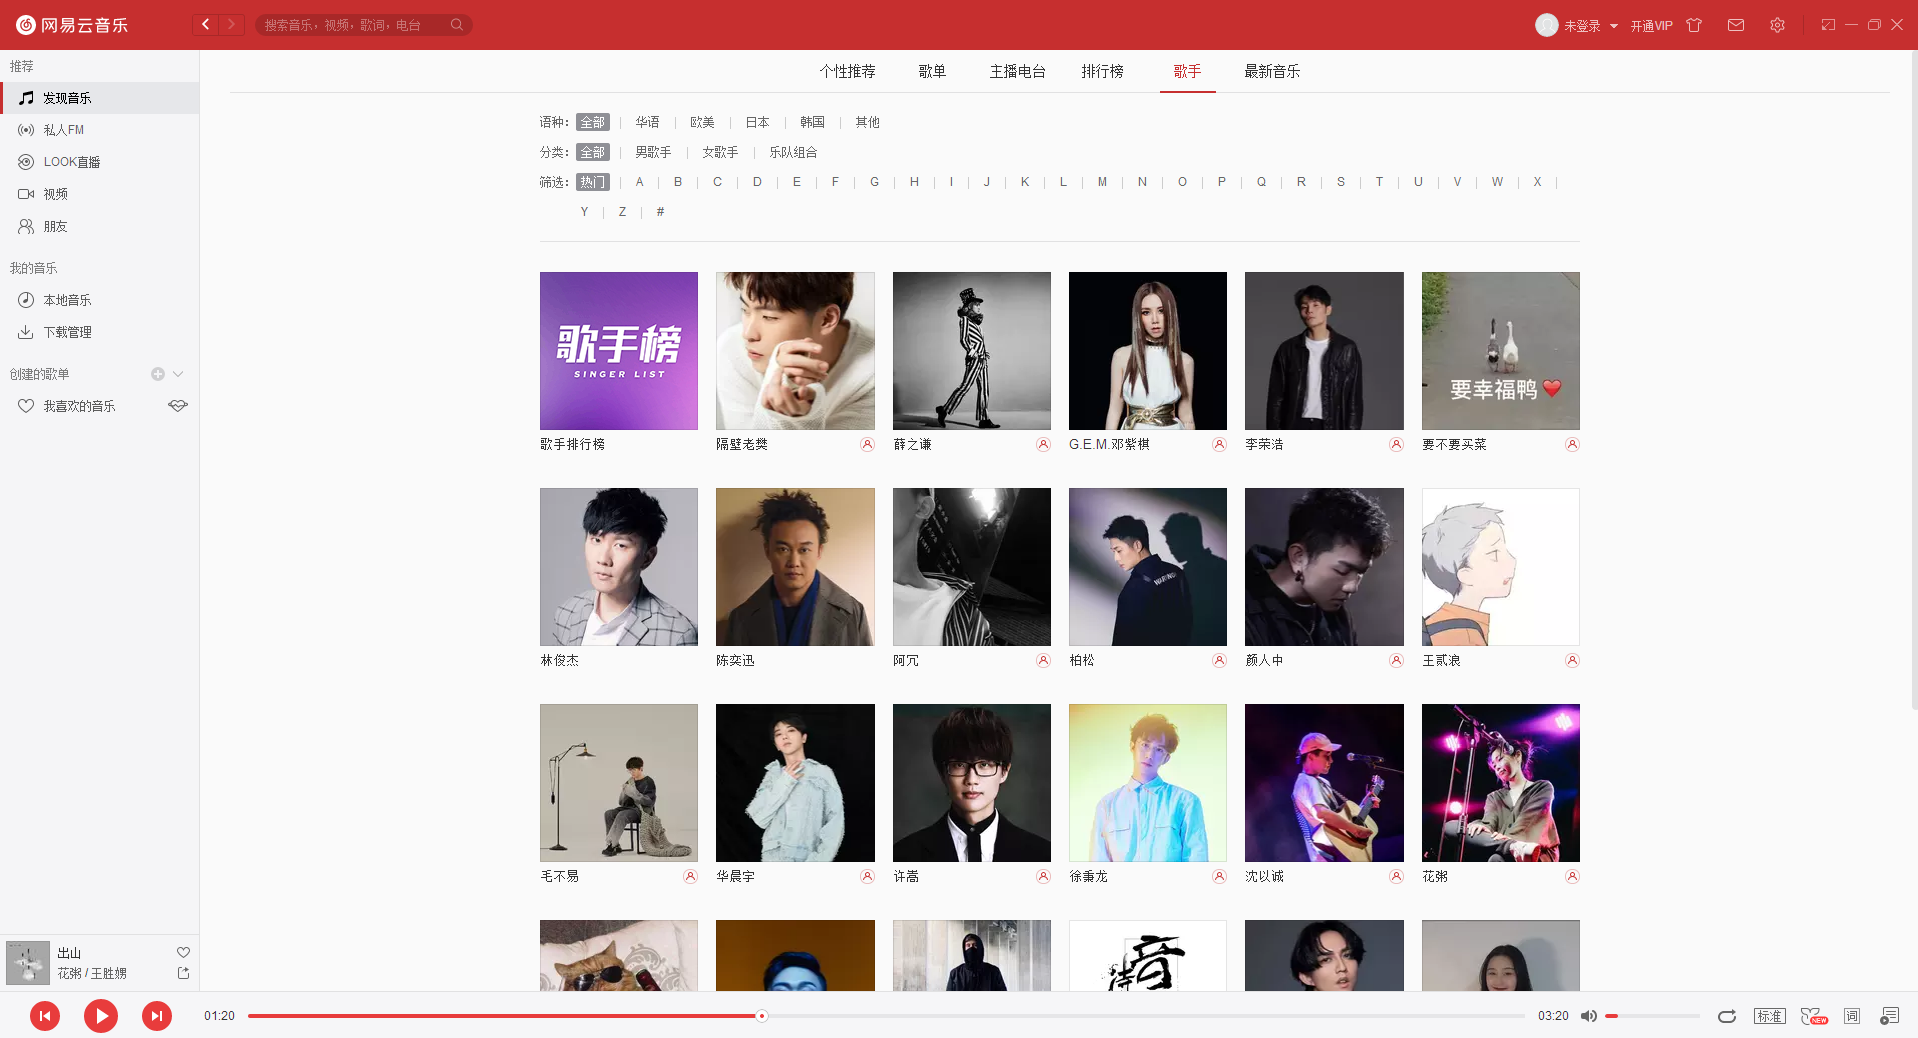 网易云音乐
搜索音乐，视频，歌词，电台
未登录
开通VIP
推荐
发现音乐
私人FM
LOOK直播
视频
朋友
我的音乐
本地音乐
下载管理
创建的歌单
我喜欢的音乐
个性推荐 歌单 主播电台 排行榜 歌手 最新音乐
语种： 全部 | 华语 | 欧美 | 日本 | 韩国 | 其他
分类： 全部 | 男歌手 | 女歌手 | 乐队组合
筛选： 热门 | A | B | C | D | E | F | G | H | I | J | K | L | M | N | O | P | Q | R | S | T | U | V | W | X |
Y | Z | #
歌手榜
SINGER LIST
要幸福鸭
歌手排行榜 隔壁老樊 薛之谦 G.E.M.邓紫棋 李荣浩 要不要买菜
WARNING
林俊杰 陈奕迅 阿冗 柏松 颜人中 王贰浪
毛不易 华晨宇 许嵩 徐秉龙 沈以诚 花粥
音
出山
花粥 / 王胜娚
01:20
03:20
标准
NEW
词